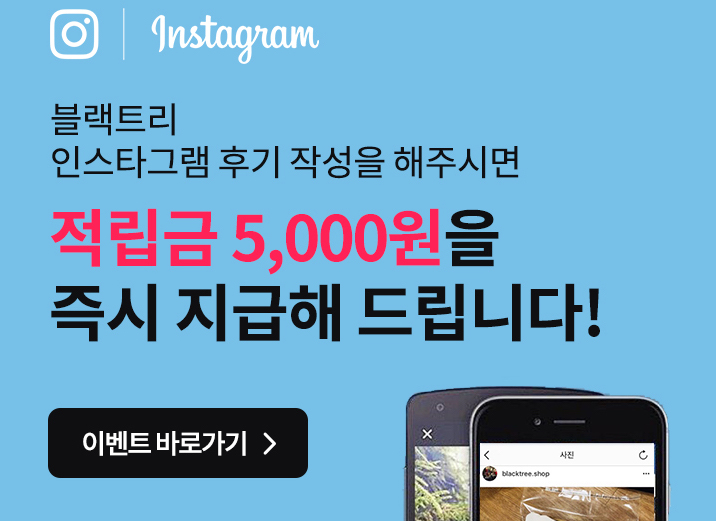 Instagram
블랙트리
인스타그램 후기 작성을 해주시면
적립금 5,000원을
즉시 지급해 드립니다!
이벤트 바로가기
사진
blacktree.shop